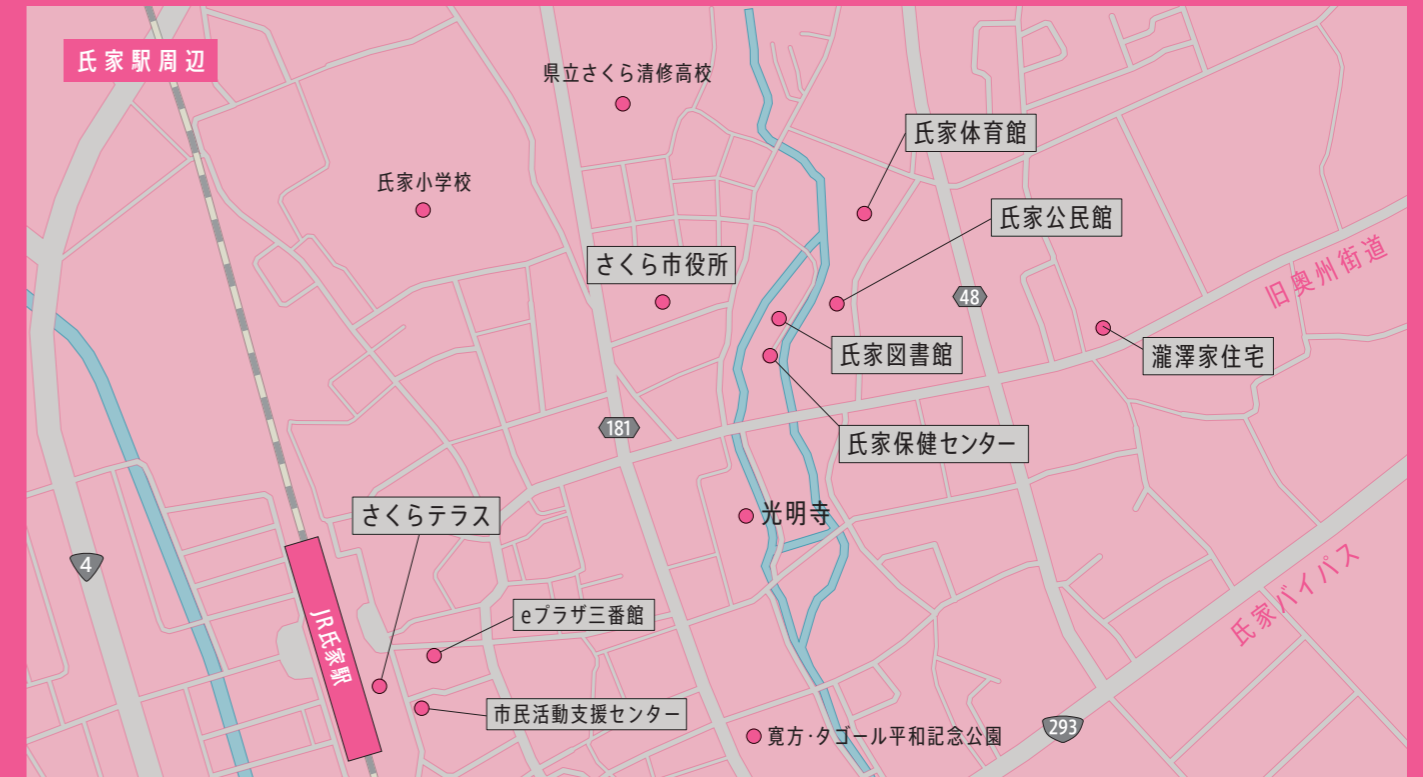 氏家駅周辺
県立さくら清修高校
氏家体育館
氏家小学校
氏家公民館
さくら市役所
旧奥州街道
48
氏家図書館
瀧澤家住宅
181
氏家保健センター
さくらテラス
光明寺
4
氏家バイパス
eプラザ三番館
JR氏家駅
市民活動支援センター
293
寛方・タゴール平和記念公園